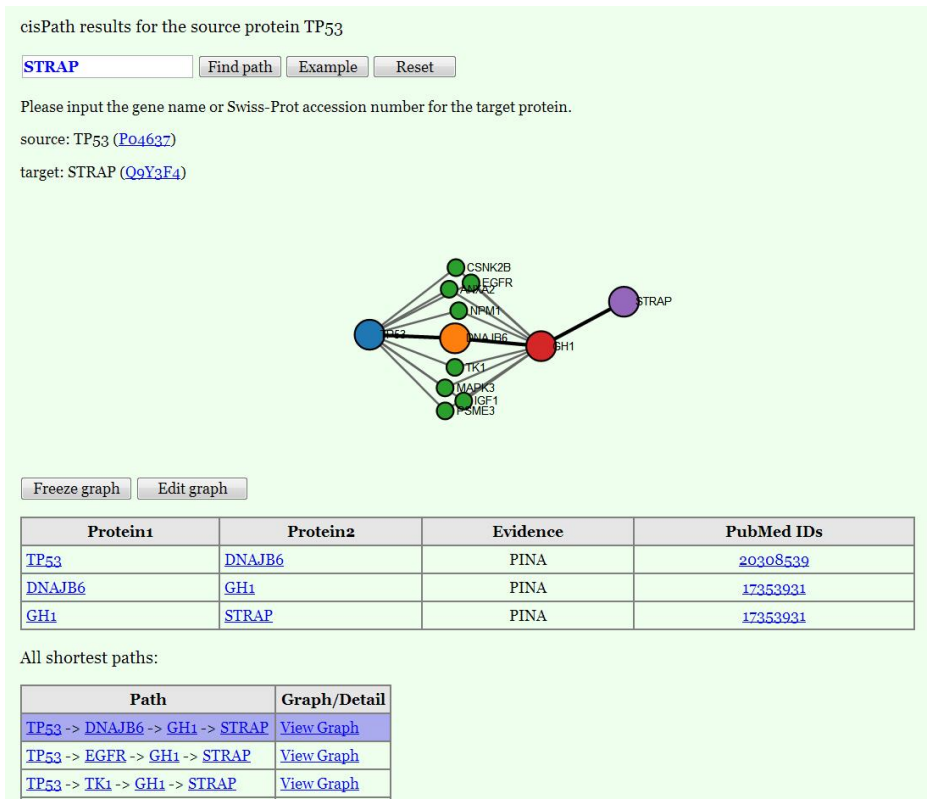 cisPath results for the source protein TP53
STRAP Find path Example Reset
Please input the gene name or Swiss-Prot accession number for the target protein.
source: TP53 (P04637)
target: STRAP (Q9Y3F4)
CSNK2B
EGFR
ANXA2
NPM1
STRAP
TP53
DNAJB6
GH1
TK1
MAPK3
IGF1
PSME3
Freeze graph Edit graph
Protein1 Protein2 Evidence PubMed IDs
TP53 DNAJB6 PINA 20308539
DNAJB6 GH1 PINA 17353931
GH1 STRAP PINA 17353931
All shortest paths:
Path Graph/Detail
TP53 -> DNAJB6 -> GH1 -> STRAP View Graph
TP53 -> EGFR -> GH1 -> STRAP View Graph
TP53 -> TK1 -> GH1 -> STRAP View Graph